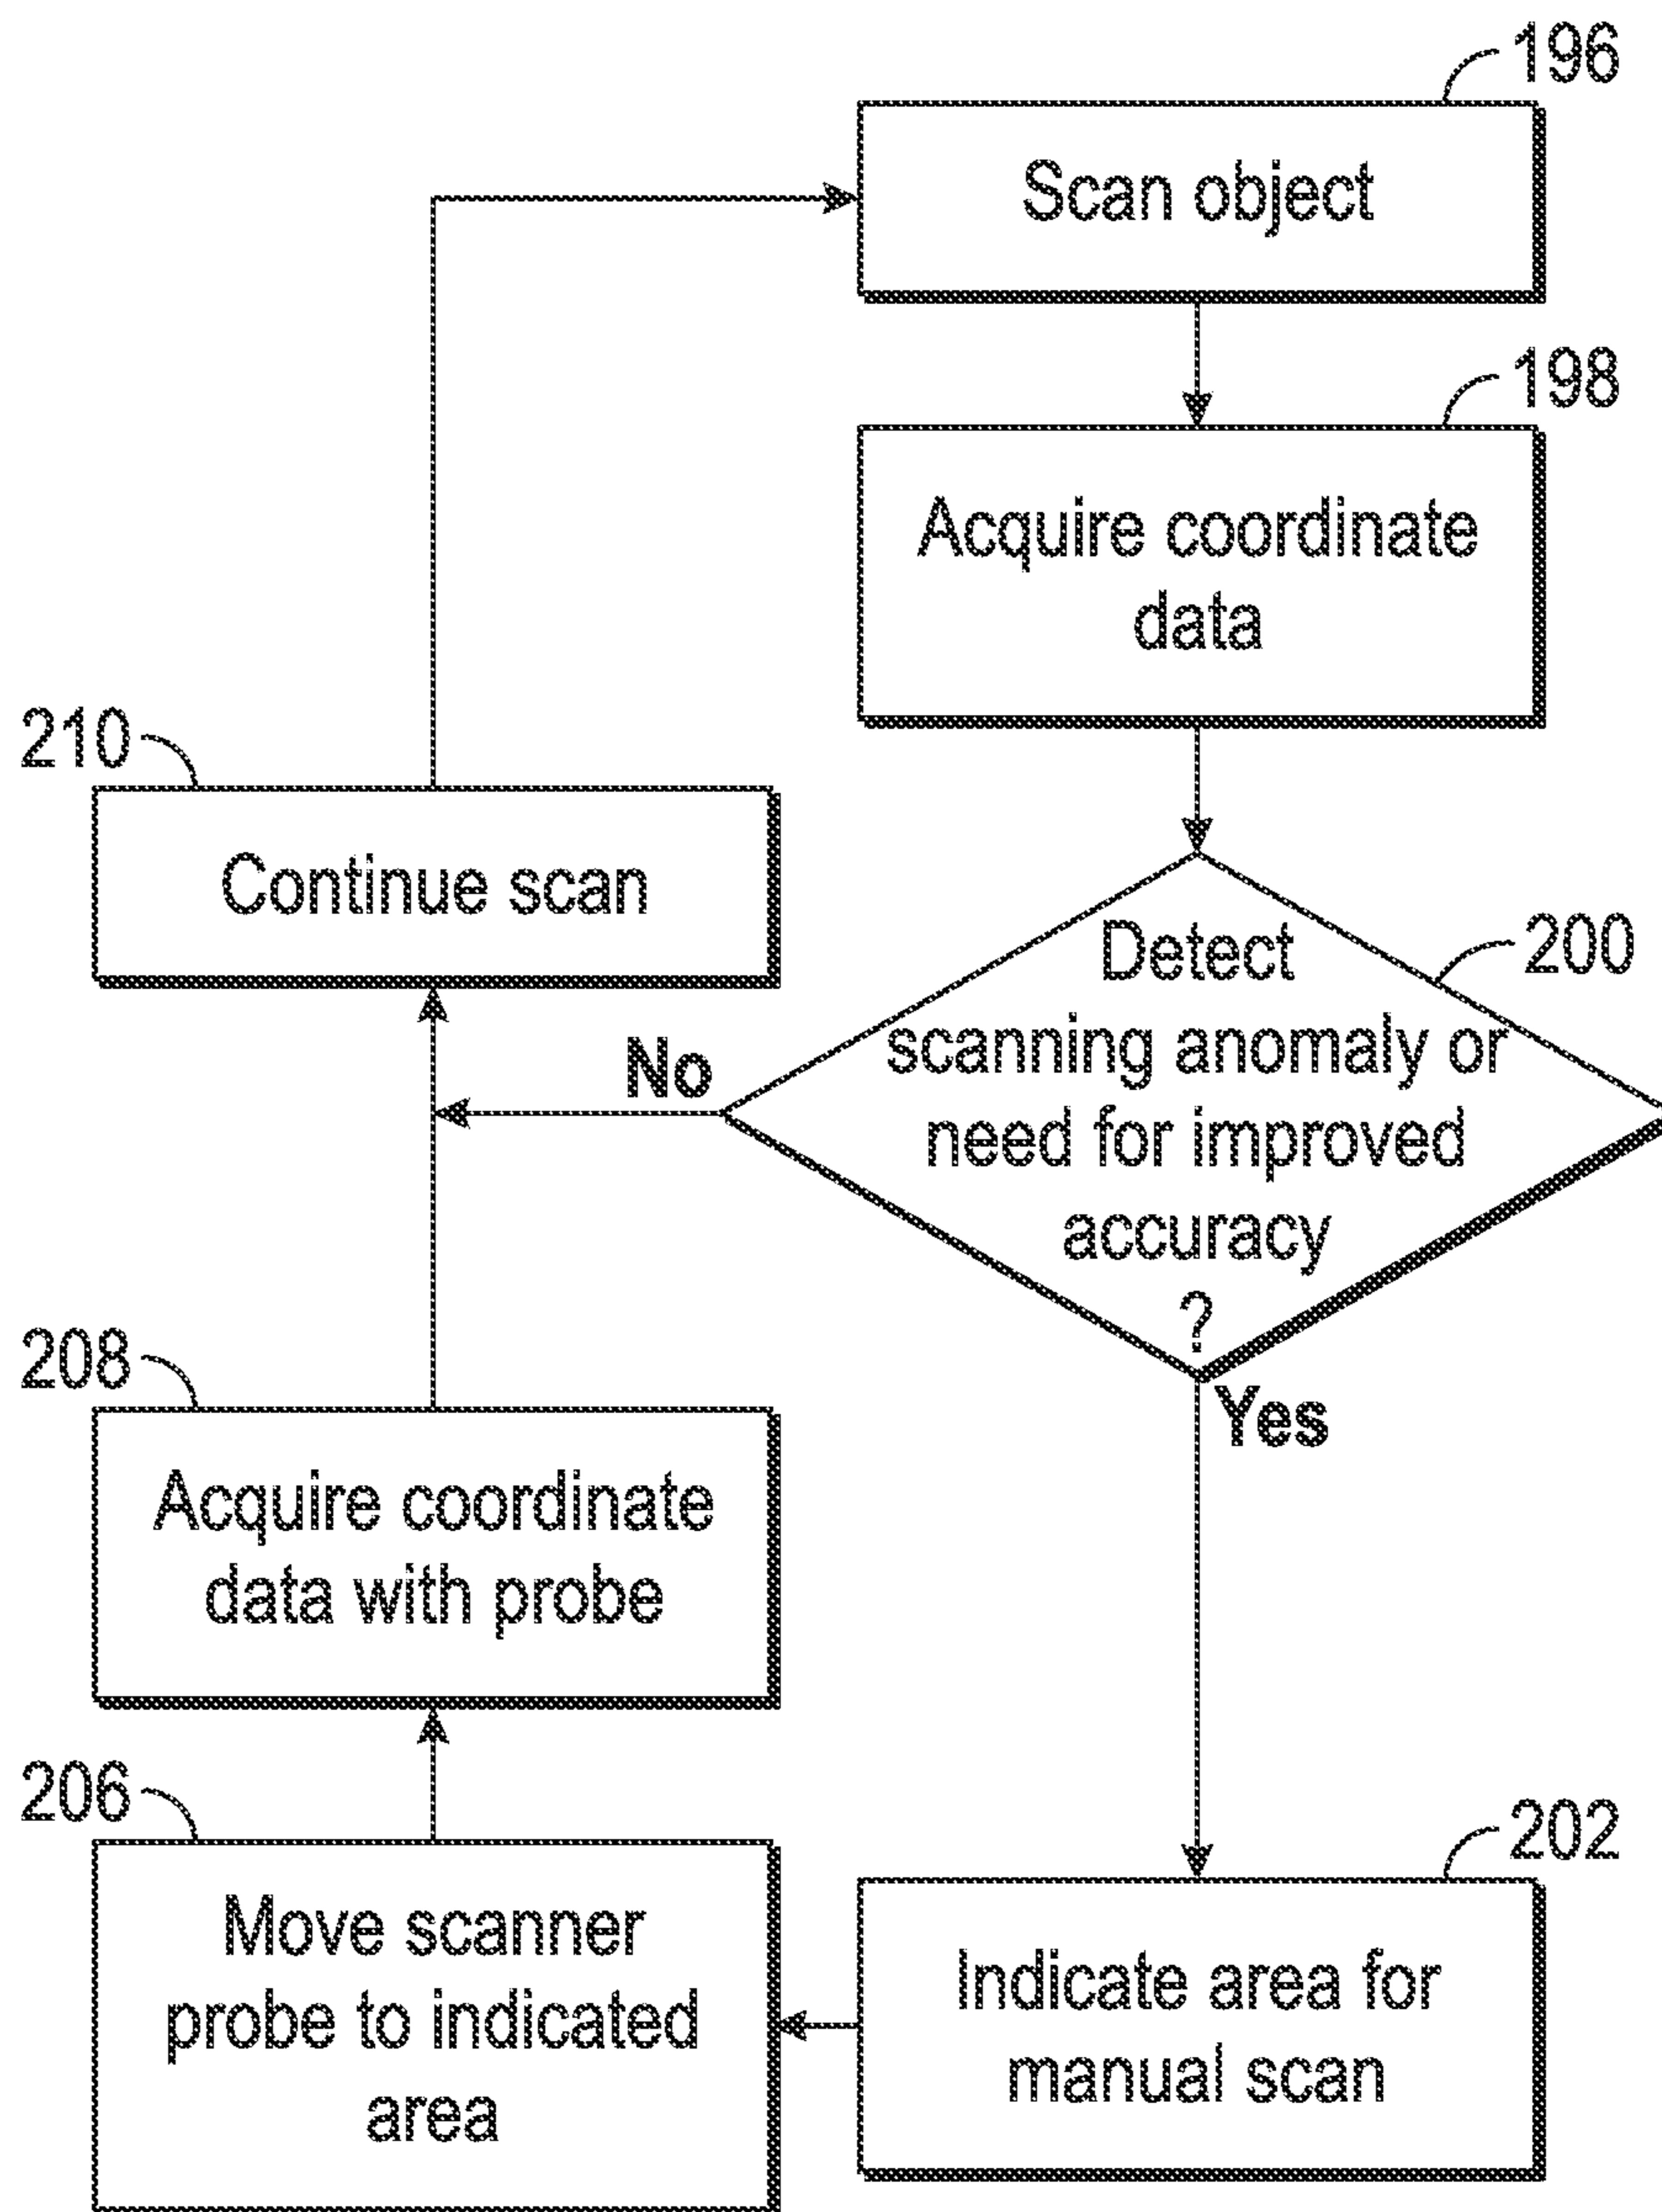 196
Scan object
198
Acquire coordinate
data
200
Detect
scanning anomaly or
need for improved
accuracy
?
No
Yes
202
Indicate area for
manual scan
206
Move scanner
probe to indicated
area
208
Acquire coordinate
data with probe
210
Continue scan